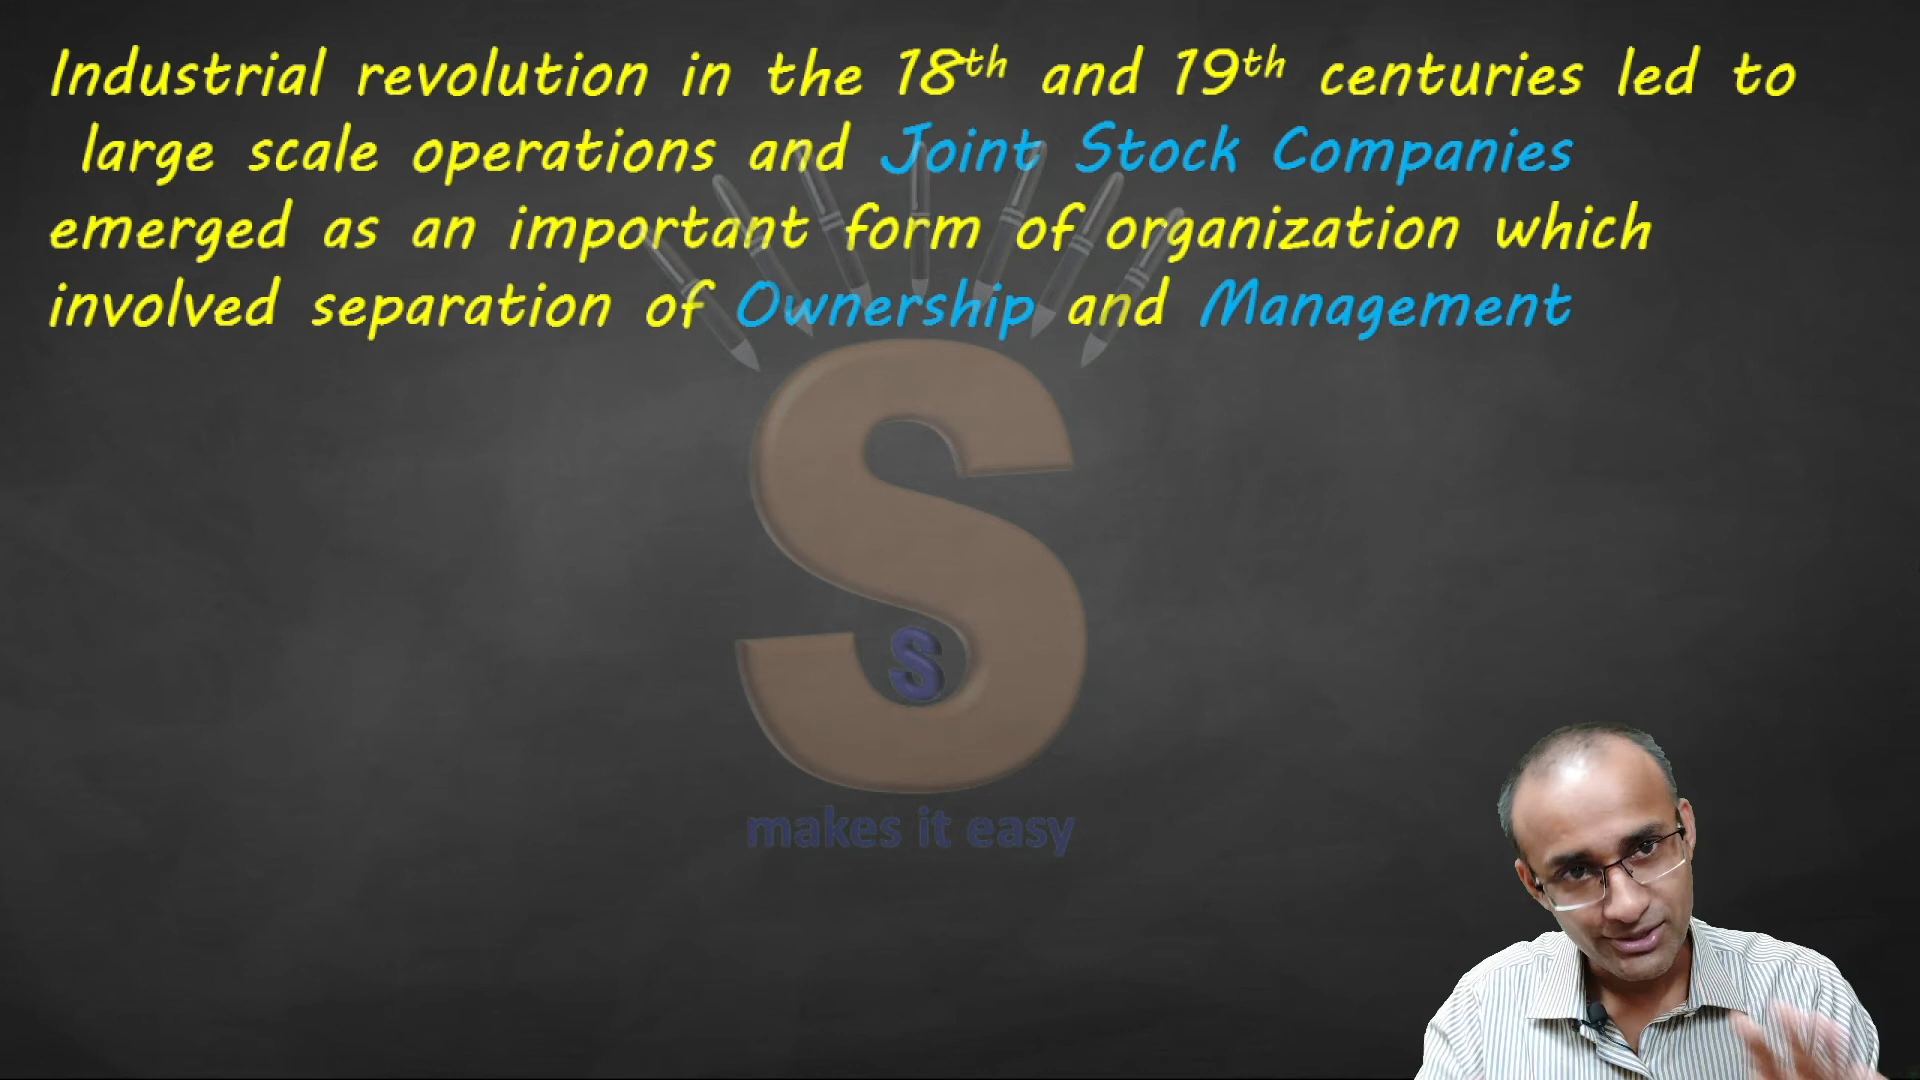 Industrial revolution in the 18th and 19th centuries led to
large scale operations and Joint Stock Companies
emerged as an important form of organization which
involved separation of Ownership and Management
S
s
makes it easy